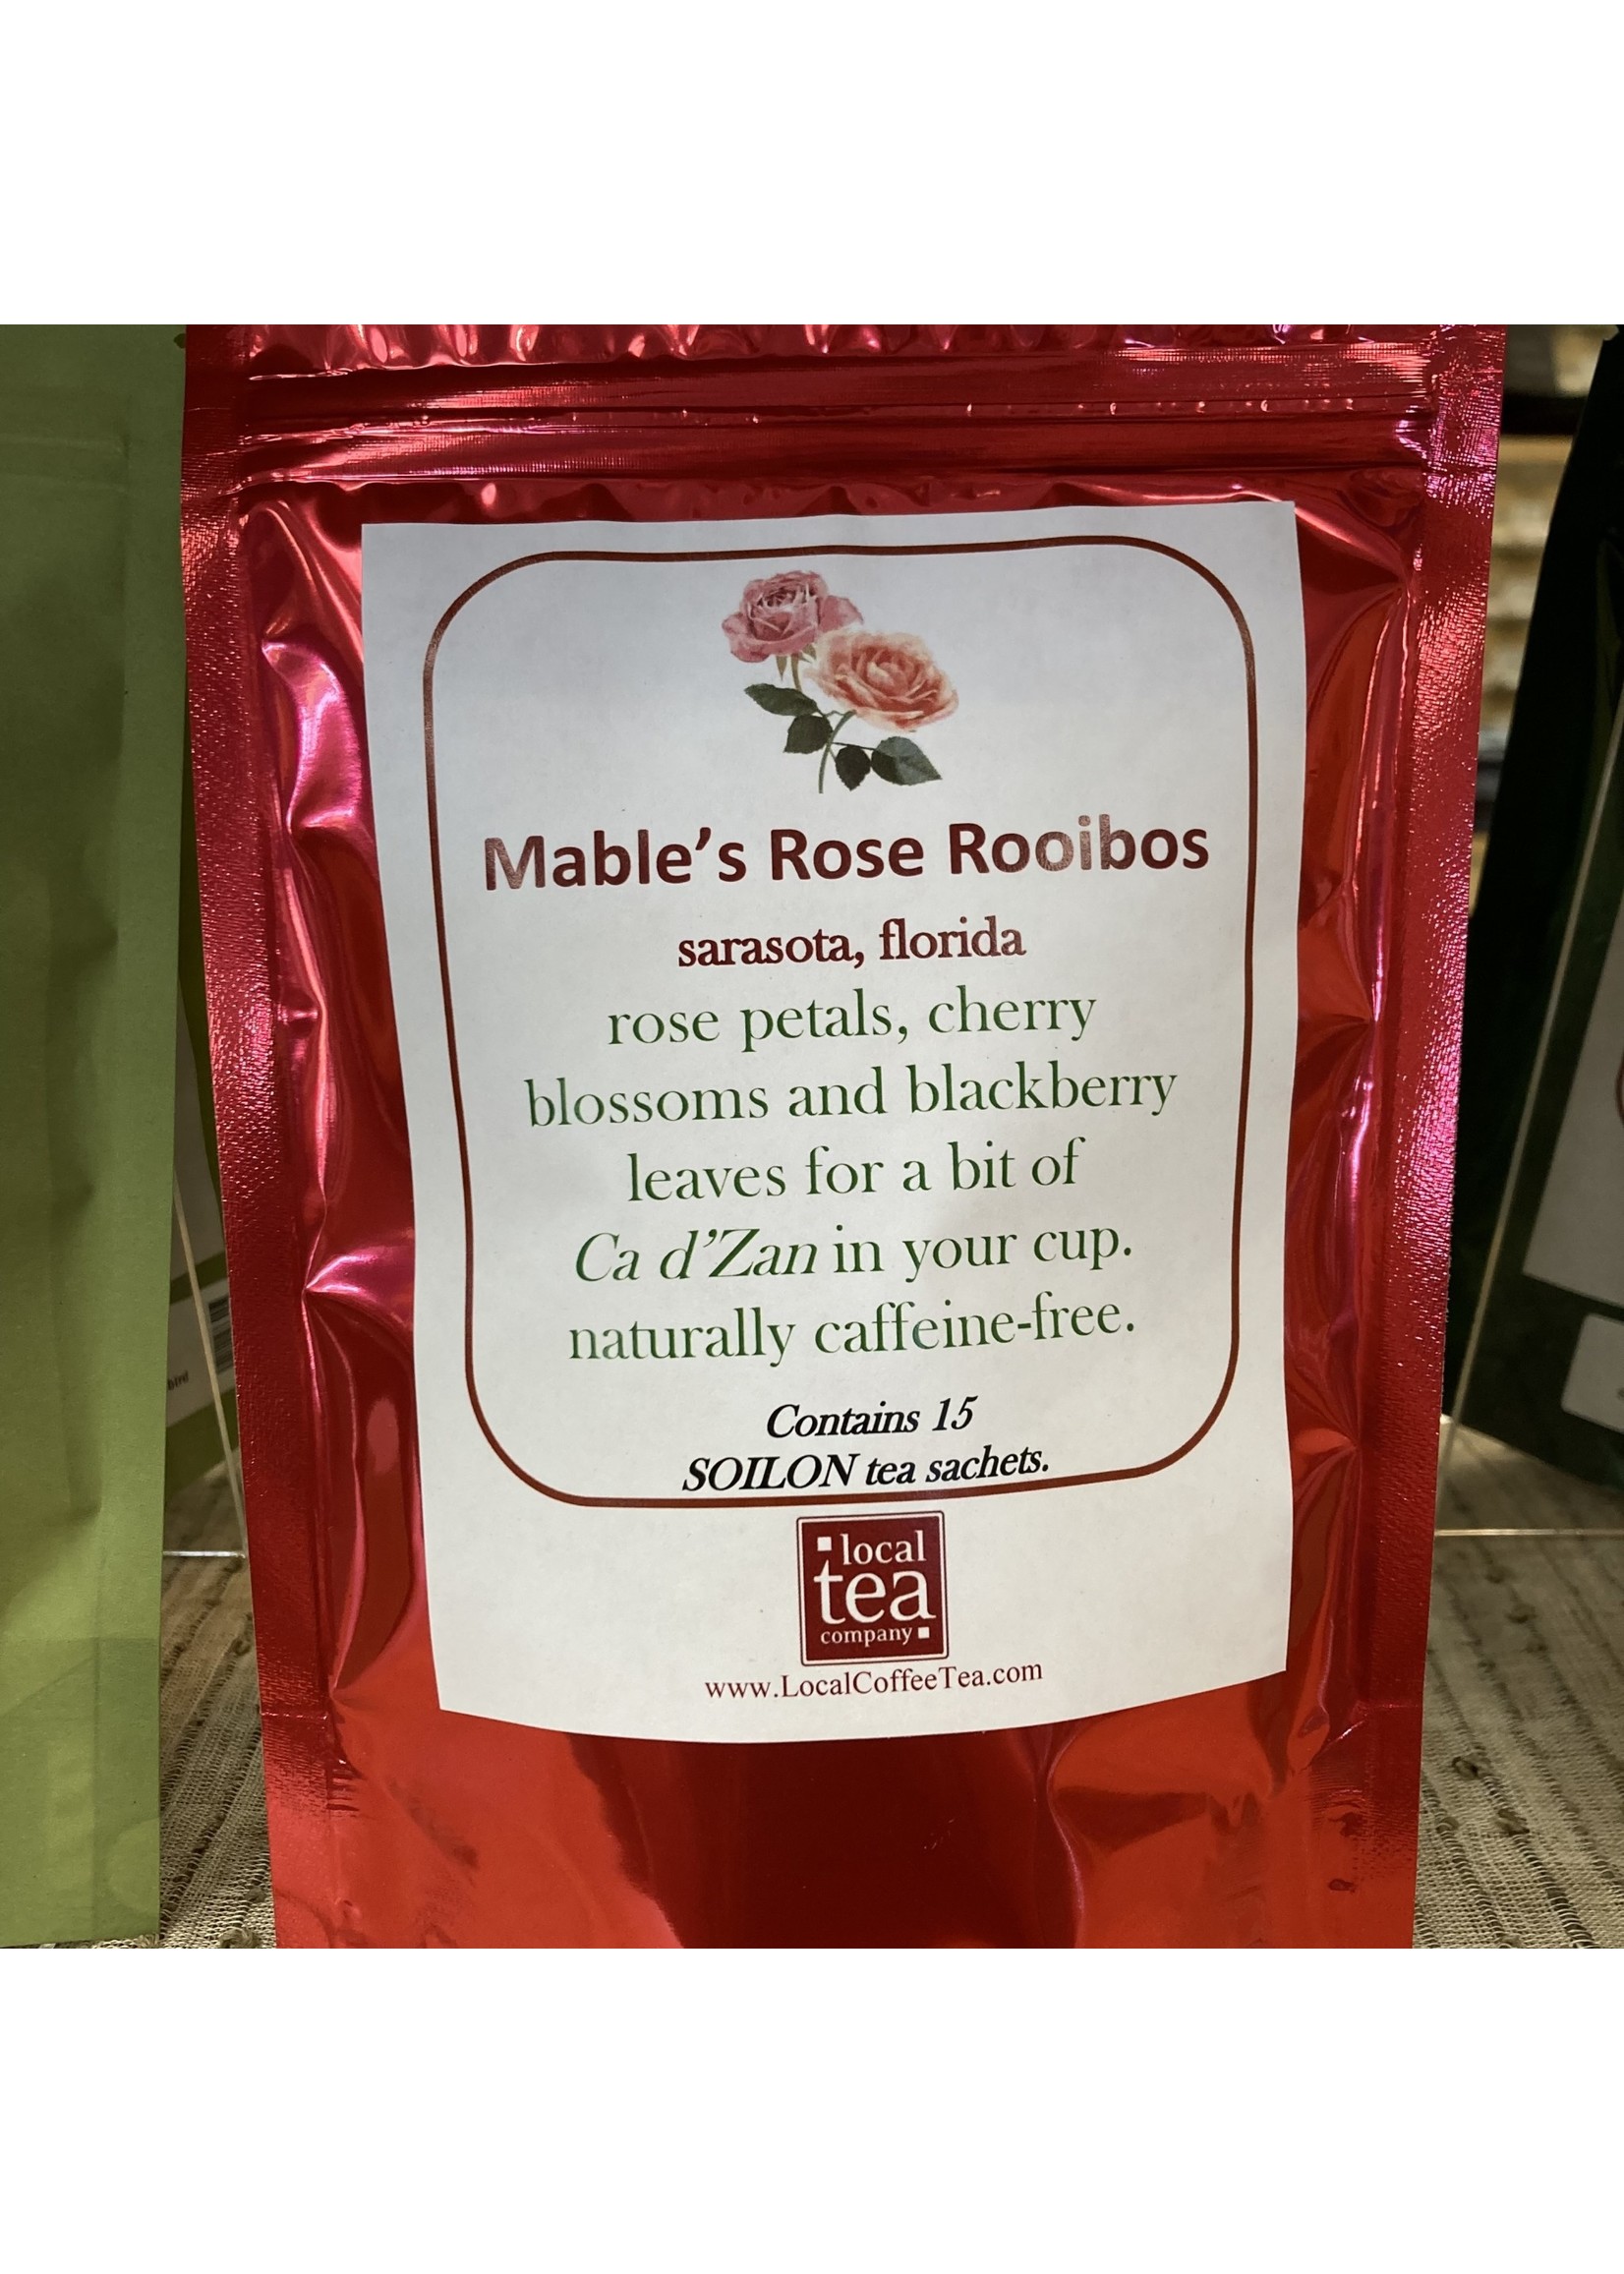 Mable's Rose Rooibos
sarasota, florida
rose petals, cherry
blossoms and blackberry
leaves for a bit of
Ca d'Zan in your cup.
naturally caffeine-free.
Contains 15
SOILON tea sachets.
local
tea
company
www.LocalCoffeeTea.com